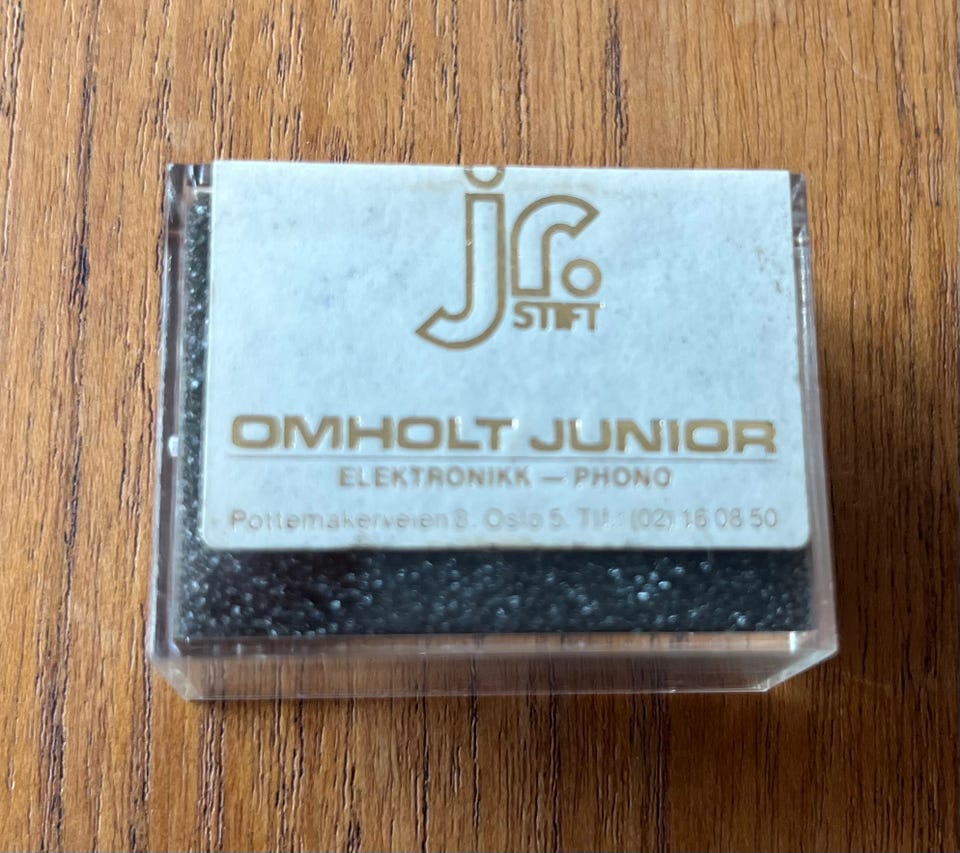 jr.
STIFT
OMHOLT JUNIOR
ELEKTRONIKK — PHONO
Pottemakerveien 8. Oslo 5. Tlf.: (02) 16 08 50